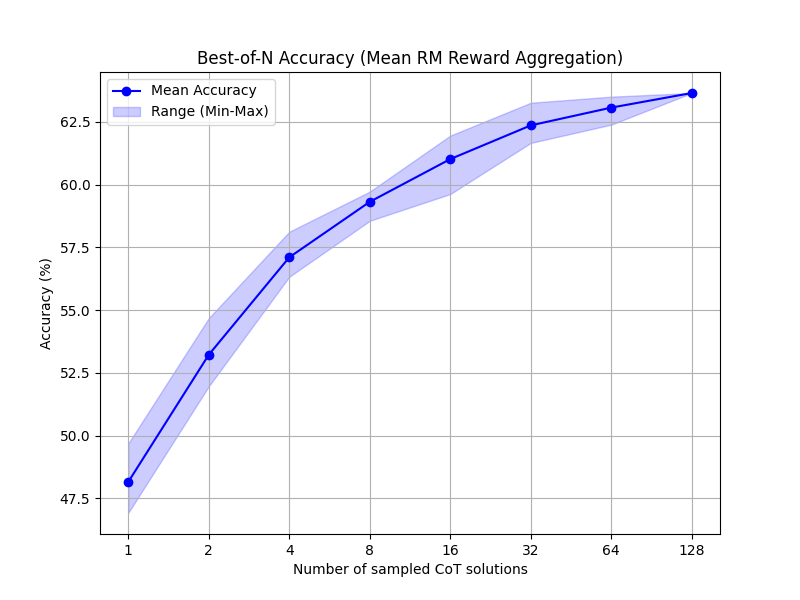 Best-of-N Accuracy (Mean RM Reward Aggregation)
Mean Accuracy
Range (Min-Max)
62.5
60.0
57.5
55.0
52.5
50.0
47.5
Accuracy (%)
1 2 4 8 16 32 64 128
Number of sampled CoT solutions